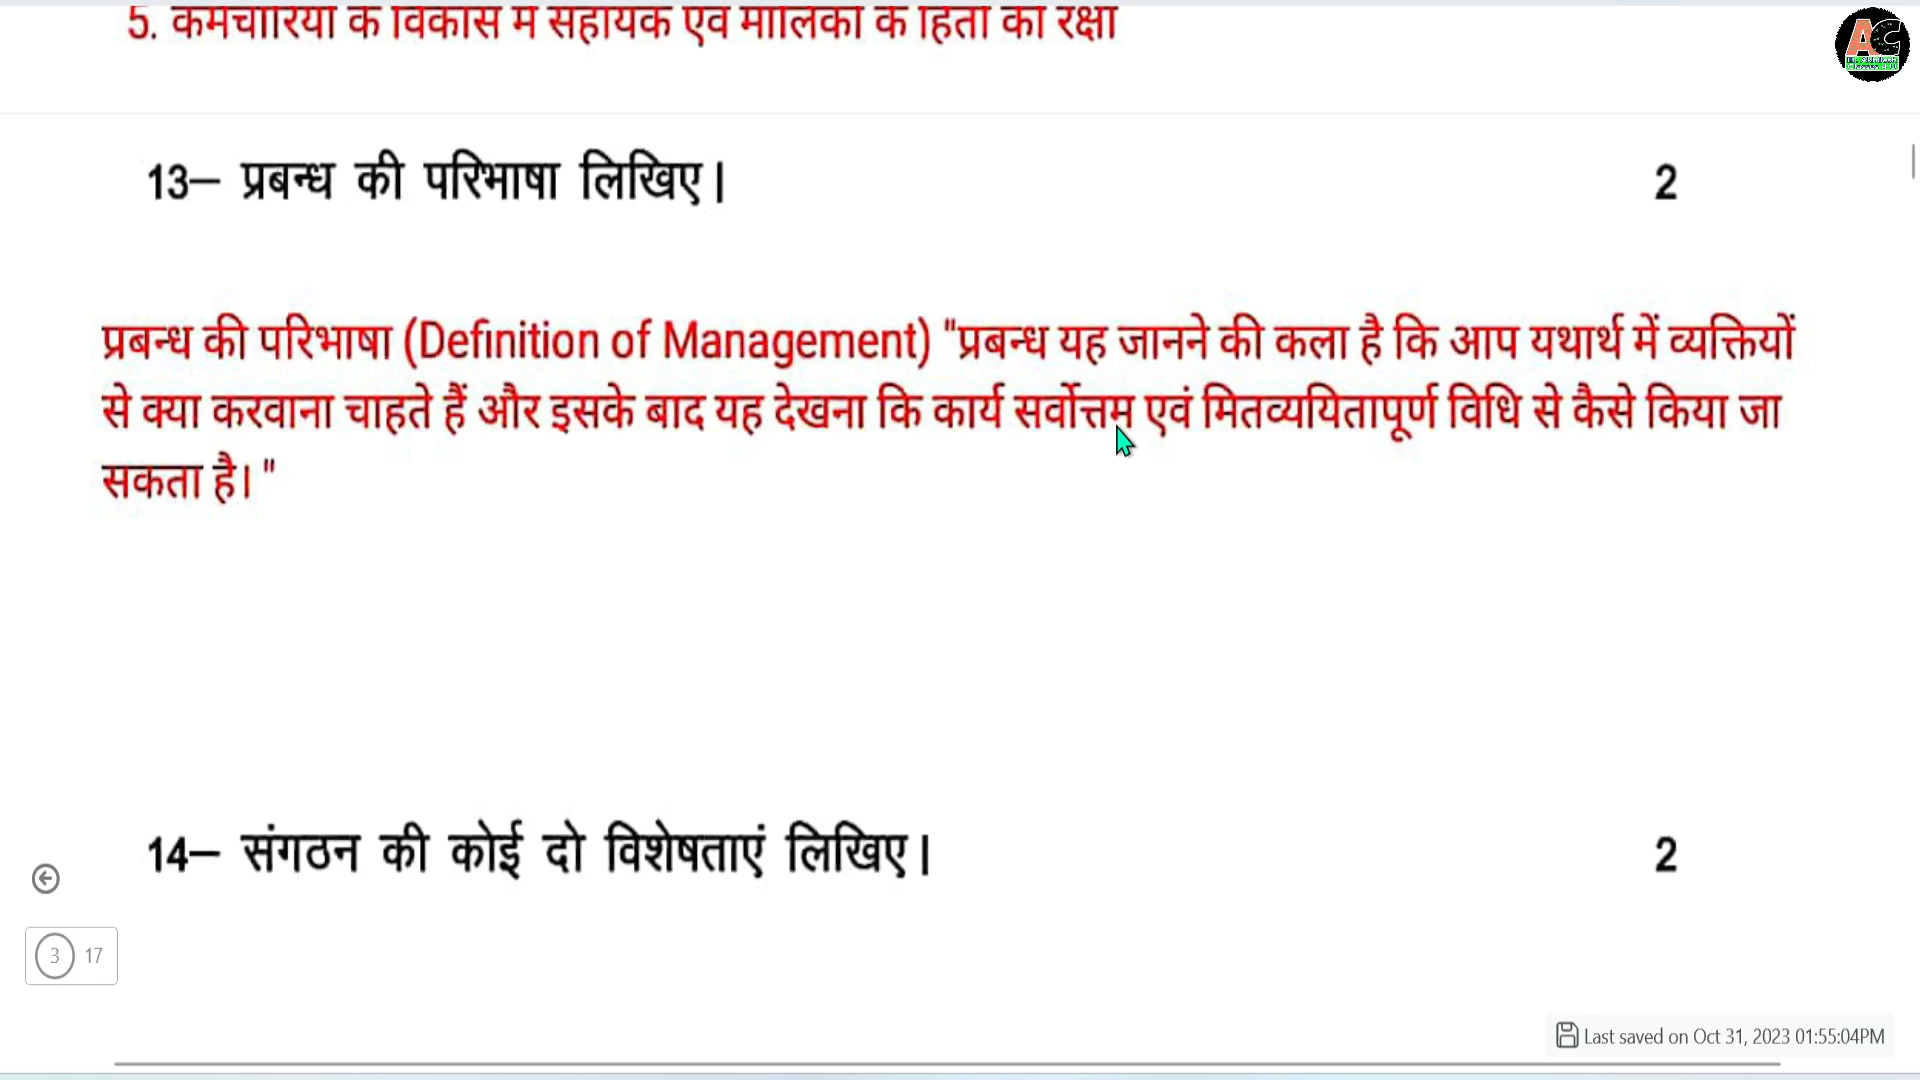 5. कर्मचारियों के विकास में सहायक एवं मालिकों के हितों की रक्षा
AC
13– प्रबन्ध की परिभाषा लिखिए। 2
प्रबन्ध की परिभाषा (Definition of Management) "प्रबन्ध यह जानने की कला है कि आप यथार्थ में व्यक्तियों
से क्या करवाना चाहते हैं और इसके बाद यह देखना कि कार्य सर्वोत्तम एवं मितव्ययितापूर्ण विधि से कैसे किया जा
सकता है। "
14– संगठन की कोई दो विशेषताएं लिखिए। 2
3 17
Last saved on Oct 31, 2023 01:55:04PM